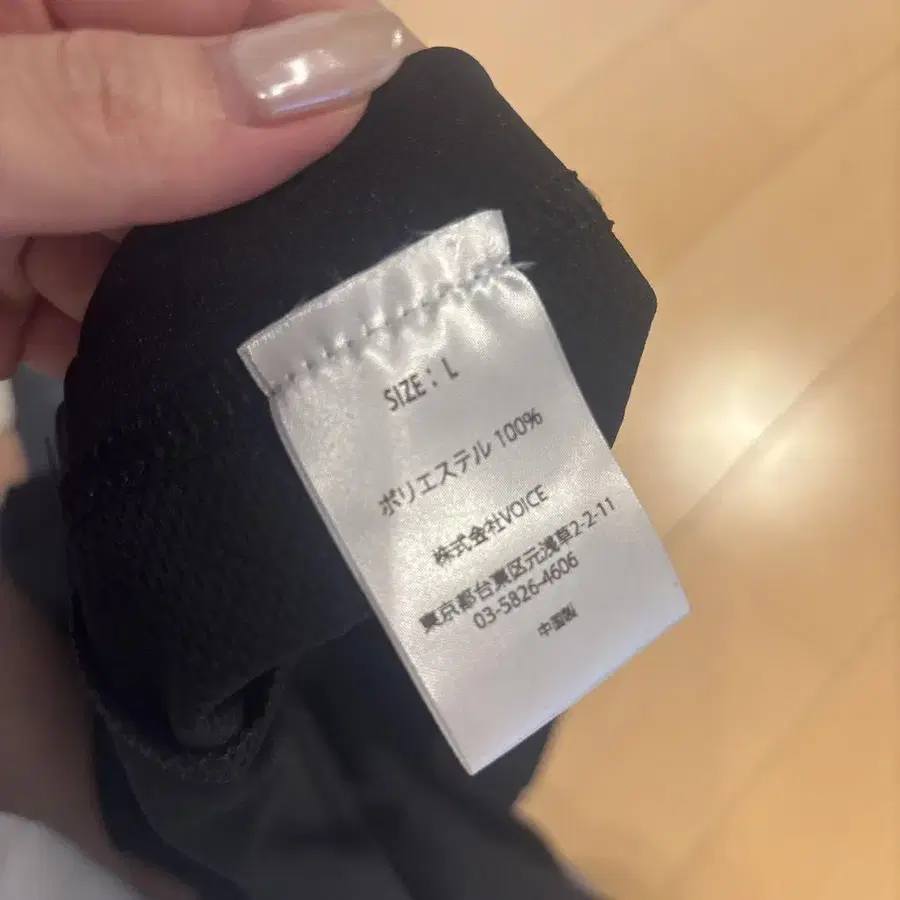 SIZE : L
ポリエステル 100%
株式会社VOICE
東京都台東区元浅草2-2-11
03-5826-4606
中国製